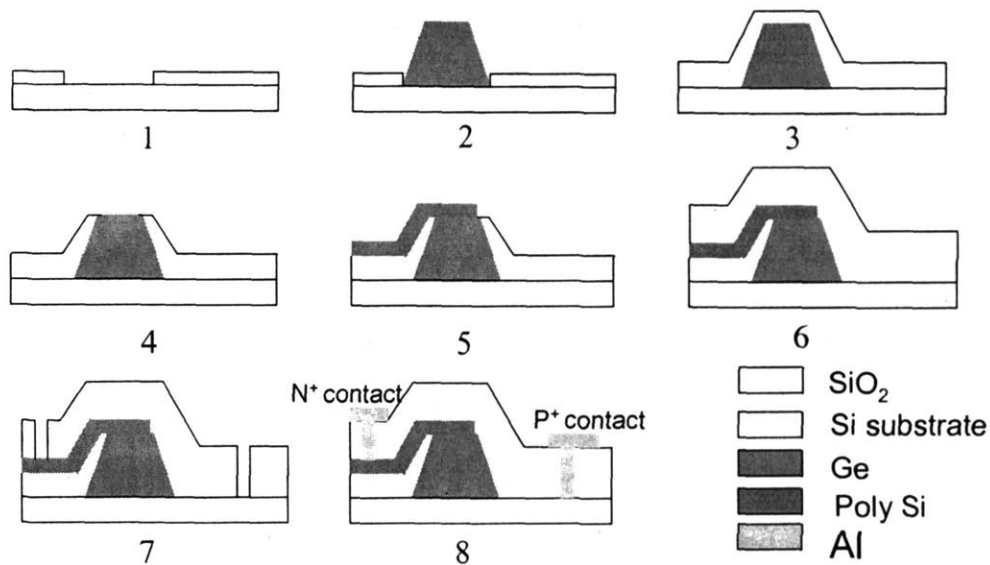 1
2
3
4
5
6
SiO2
Si substrate
Ge
Poly Si
Al
N+ contact
P+ contact
7
8